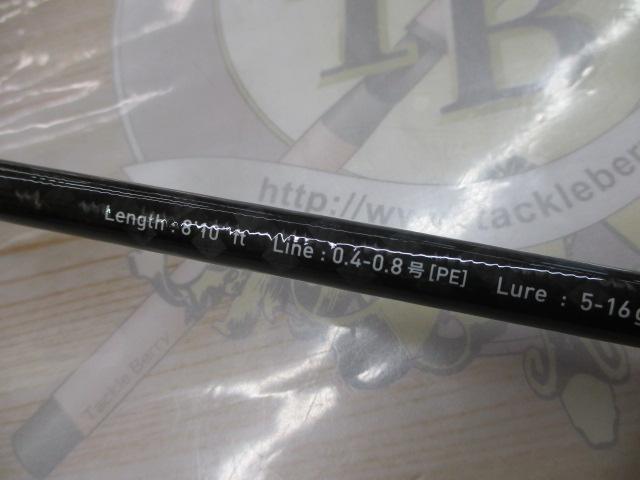 TB
http://www.tackleberry
Length : 8'10" ft Line : 0.4-0.8号[PE] Lure : 5-16g
Tackle Berry